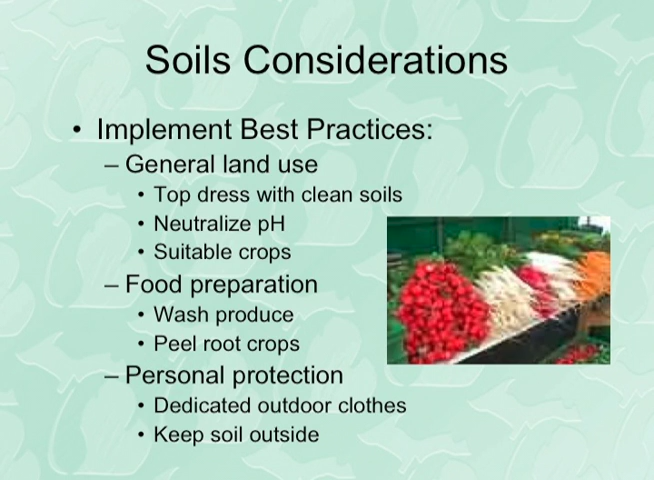 Soils Considerations
• Implement Best Practices:
– General land use
• Top dress with clean soils
• Neutralize pH
• Suitable crops
– Food preparation
• Wash produce
• Peel root crops
– Personal protection
• Dedicated outdoor clothes
• Keep soil outside